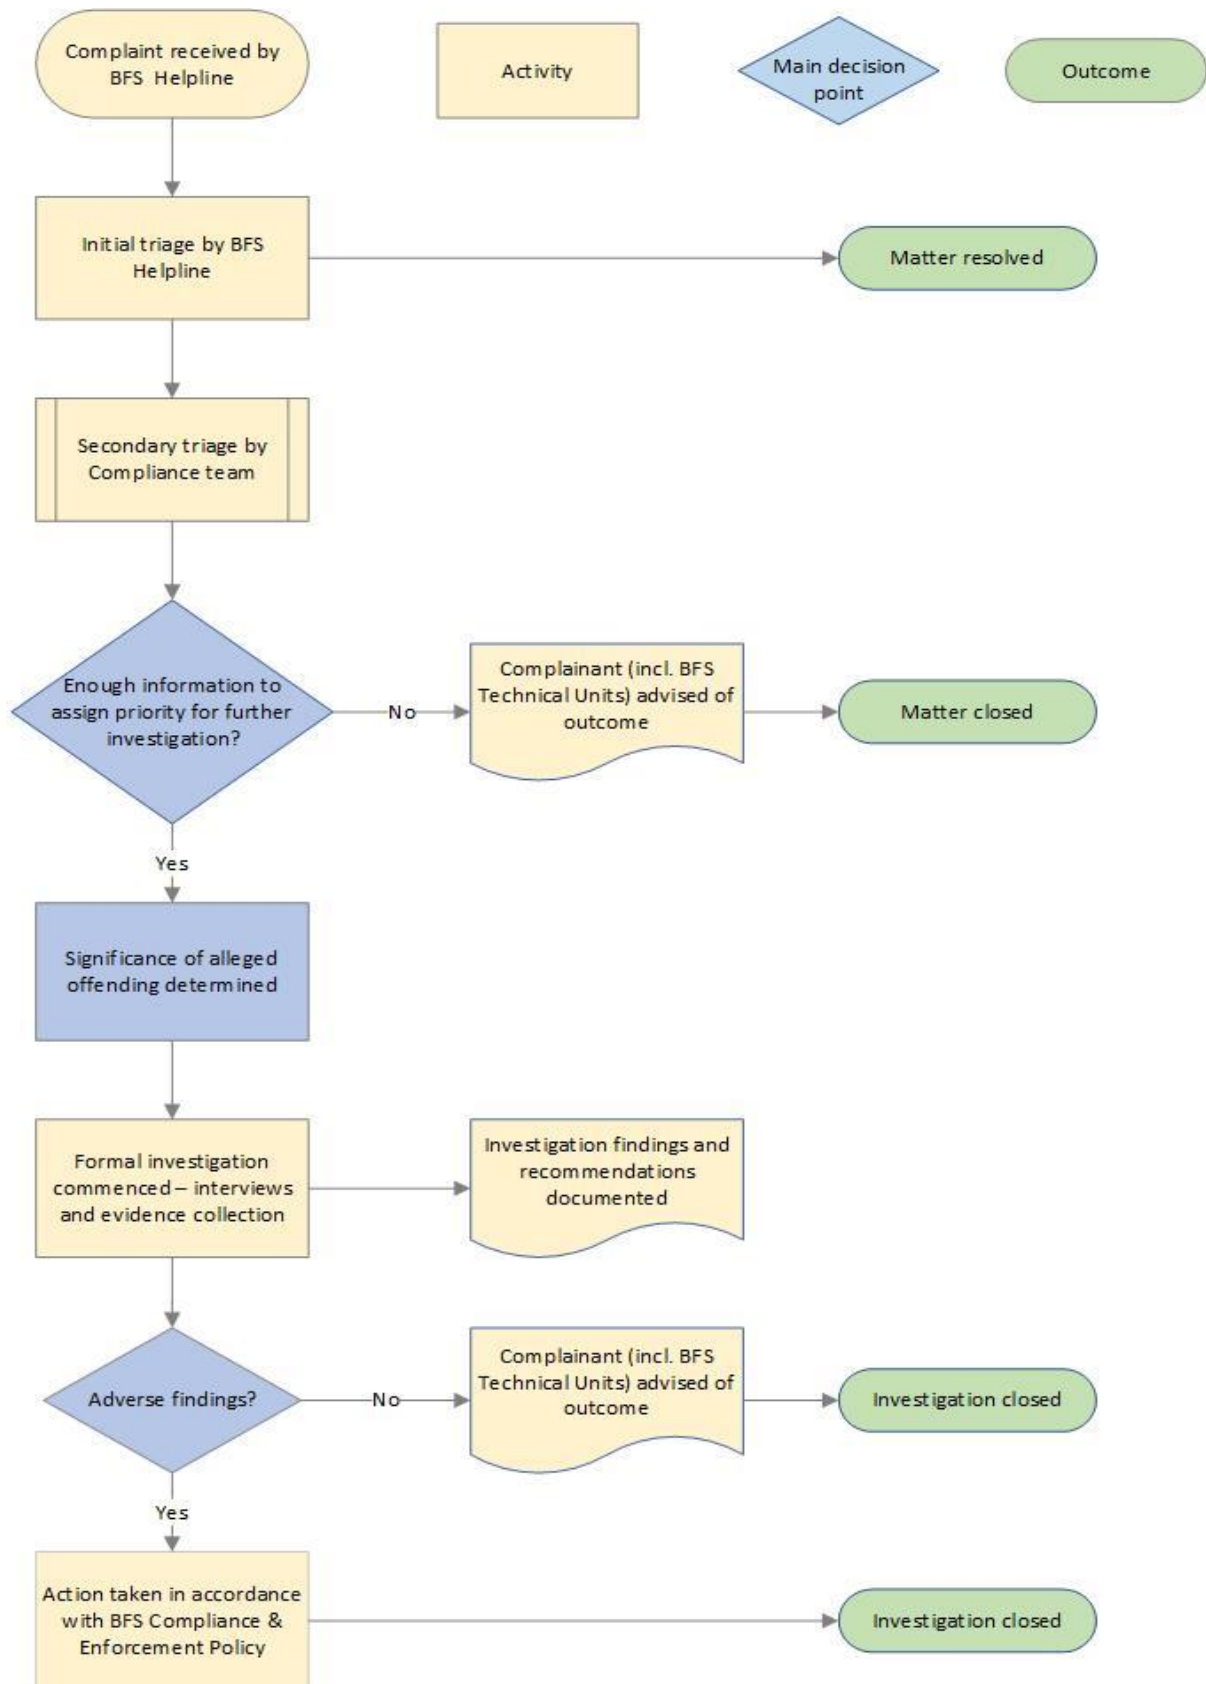 Complaint received by
BFS Helpline
Activity
Main decision
point
Outcome
Initial triage by BFS
Helpline
Matter resolved
Secondary triage by
Compliance team
Enough information to
assign priority for further
investigation?
No
Complainant (incl. BFS
Technical Units) advised of
outcome
Matter closed
Yes
Significance of alleged
offending determined
Formal investigation
commenced – interviews
and evidence collection
Investigation findings and
recommendations
documented
Adverse findings?
No
Complainant (incl. BFS
Technical Units) advised of
outcome
Investigation closed
Yes
Action taken in accordance
with BFS Compliance &
Enforcement Policy
Investigation closed